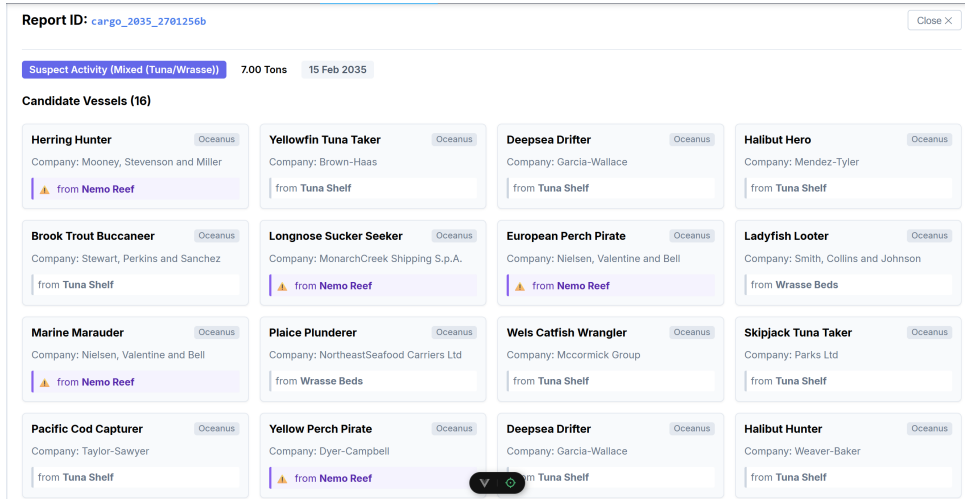 Report ID: cargo_2035_2701256b
Close ×
Suspect Activity (Mixed (Tuna/Wrasse)) 7.00 Tons 15 Feb 2035
Candidate Vessels (16)
Herring Hunter Oceanus
Company: Mooney, Stevenson and Miller
from Nemo Reef
Yellowfin Tuna Taker Oceanus
Company: Brown-Haas
from Tuna Shelf
Deepsea Drifter Oceanus
Company: Garcia-Wallace
from Tuna Shelf
Halibut Hero Oceanus
Company: Mendez-Tyler
from Tuna Shelf
Brook Trout Buccaneer Oceanus
Company: Stewart, Perkins and Sanchez
from Tuna Shelf
Longnose Sucker Seeker Oceanus
Company: MonarchCreek Shipping S.p.A.
from Nemo Reef
European Perch Pirate Oceanus
Company: Nielsen, Valentine and Bell
from Nemo Reef
Ladyfish Looter Oceanus
Company: Smith, Collins and Johnson
from Wrasse Beds
Marine Marauder Oceanus
Company: Nielsen, Valentine and Bell
from Nemo Reef
Plaice Plunderer Oceanus
Company: NortheastSeafood Carriers Ltd
from Wrasse Beds
Wels Catfish Wrangler Oceanus
Company: Mccormick Group
from Tuna Shelf
Skipjack Tuna Taker Oceanus
Company: Parks Ltd
from Tuna Shelf
Pacific Cod Capturer Oceanus
Company: Taylor-Sawyer
from Tuna Shelf
Yellow Perch Pirate Oceanus
Company: Dyer-Campbell
from Nemo Reef
Deepsea Drifter Oceanus
Company: Garcia-Wallace
Tuna Shelf
Halibut Hunter Oceanus
Company: Weaver-Baker
from Tuna Shelf